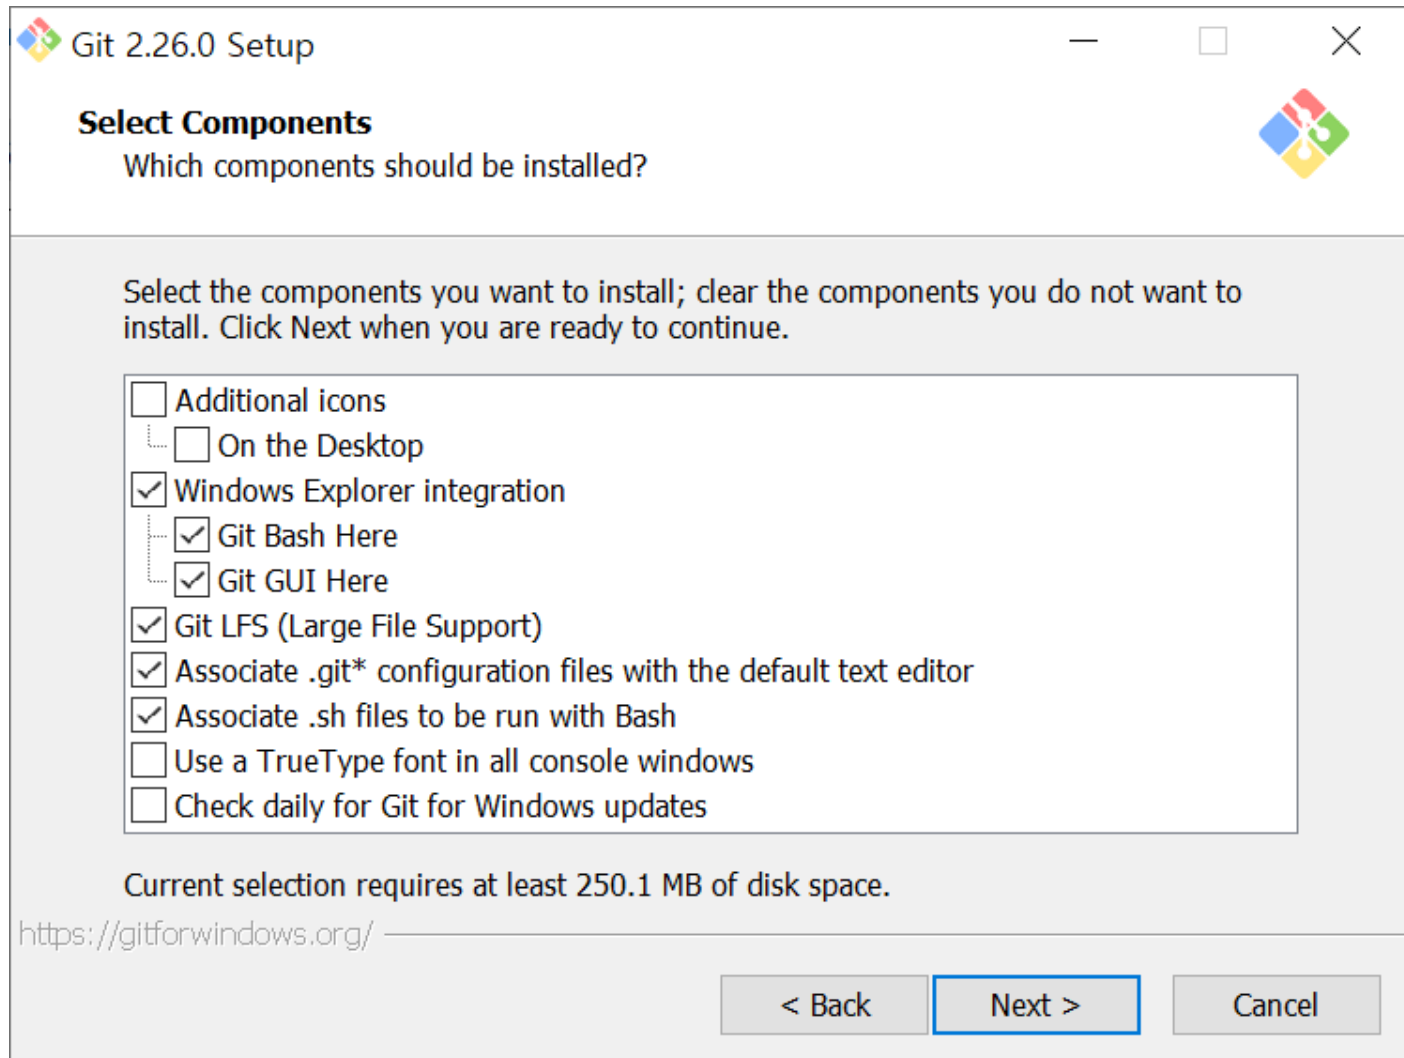 Git 2.26.0 Setup
Select Components
Which components should be installed?
Select the components you want to install; clear the components you do not want to
install. Click Next when you are ready to continue.
Additional icons
On the Desktop
Windows Explorer integration
Git Bash Here
Git GUI Here
Git LFS (Large File Support)
Associate .git* configuration files with the default text editor
Associate .sh files to be run with Bash
Use a TrueType font in all console windows
Check daily for Git for Windows updates
Current selection requires at least 250.1 MB of disk space.
https://gitforwindows.org/
< Back
Next >
Cancel